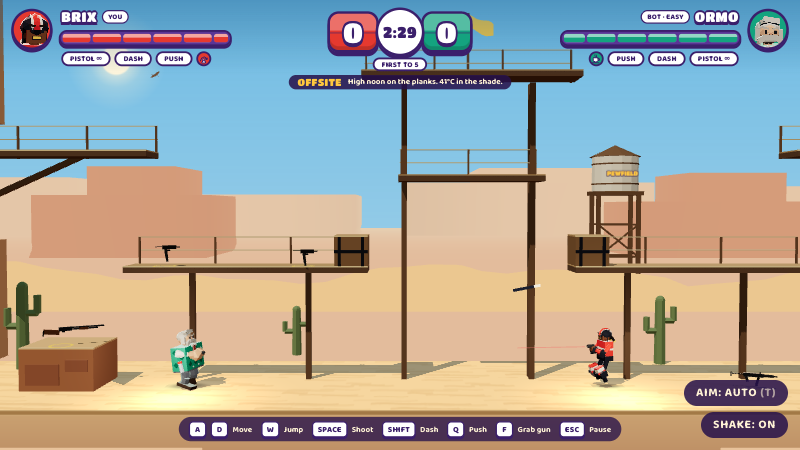 BRIX YOU
PISTOL ∞ DASH PUSH
0 2:29 0
FIRST TO 5
BOT · EASY ORMO
PUSH DASH PISTOL ∞
OFFSITE High noon on the planks. 41°C in the shade.
PEWFIELD
AIM: AUTO (T)
SHAKE: ON
A D Move W Jump SPACE Shoot SHIFT Dash Q Push F Grab gun ESC Pause